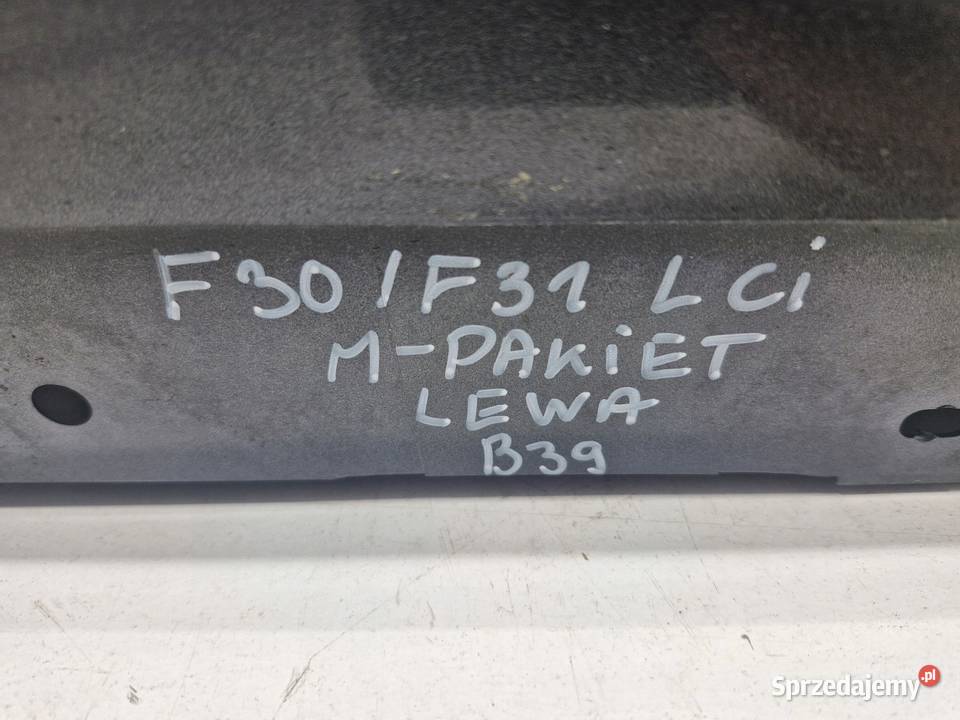 F30/F31 LCi
M-PAKiET
LEWA
B39
Sprzedajemy.pl